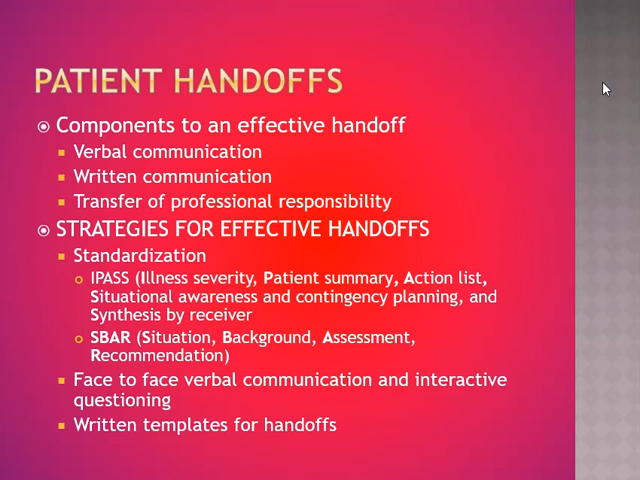 PATIENT HANDOFFS
Components to an effective handoff
Verbal communication
Written communication
Transfer of professional responsibility
STRATEGIES FOR EFFECTIVE HANDOFFS
Standardization
IPASS (Illness severity, Patient summary, Action list,
Situational awareness and contingency planning, and
Synthesis by receiver
SBAR (Situation, Background, Assessment,
Recommendation)
Face to face verbal communication and interactive
questioning
Written templates for handoffs